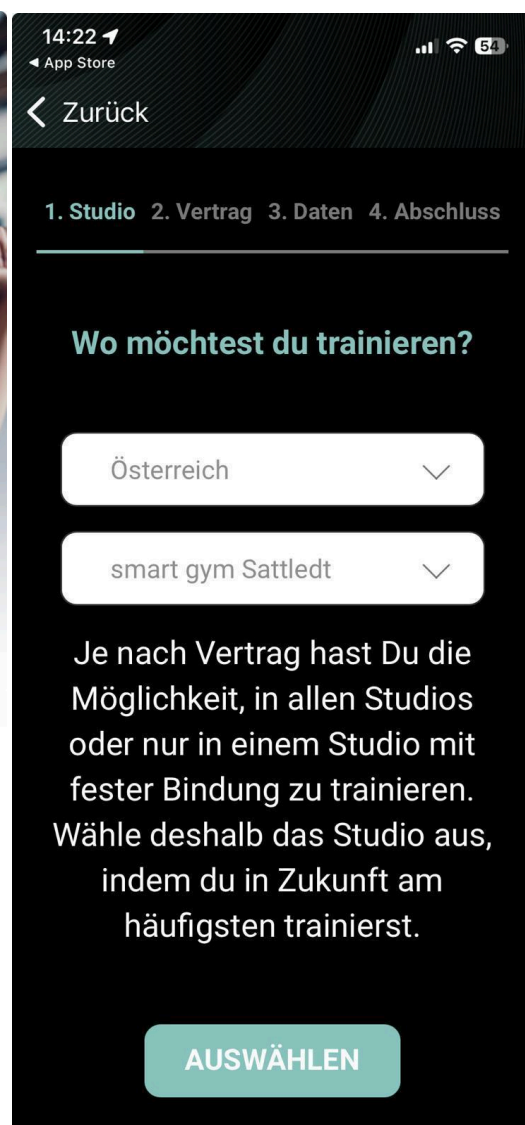 14:22
54
◀ App Store
Zurück
1. Studio 2. Vertrag 3. Daten 4. Abschluss
Wo möchtest du trainieren?
Österreich
smart gym Sattledt
Je nach Vertrag hast Du die
Möglichkeit, in allen Studios
oder nur in einem Studio mit
fester Bindung zu trainieren.
Wähle deshalb das Studio aus,
indem du in Zukunft am
häufigsten trainierst.
AUSWÄHLEN